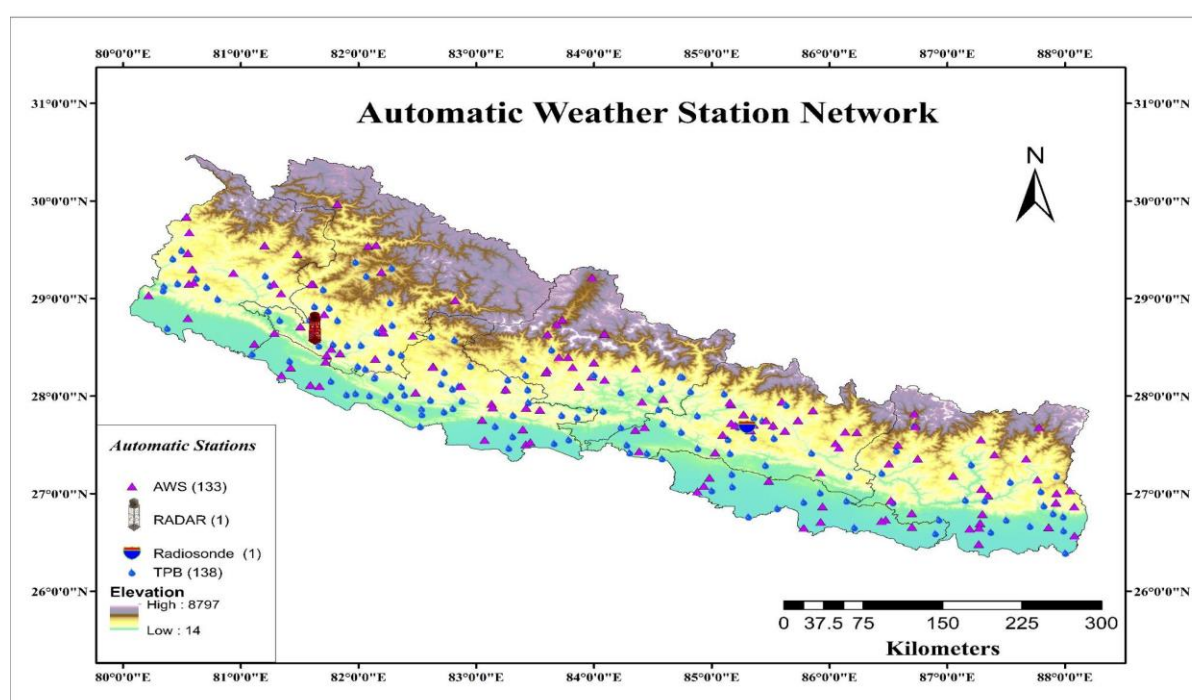 80°0'0"E 81°0'0"E 82°0'0"E 83°0'0"E 84°0'0"E 85°0'0"E 86°0'0"E 87°0'0"E 88°0'0"E
31°0'0"N 31°0'0"N
Automatic Weather Station Network
N
30°0'0"N 30°0'0"N
29°0'0"N 29°0'0"N
28°0'0"N 28°0'0"N
27°0'0"N 27°0'0"N
26°0'0"N 26°0'0"N
Automatic Stations
AWS (133)
RADAR (1)
Radiosonde (1)
TPB (138)
Elevation
High : 8797
Low : 14
0 37.5 75 150 225 300
Kilometers
80°0'0"E 81°0'0"E 82°0'0"E 83°0'0"E 84°0'0"E 85°0'0"E 86°0'0"E 87°0'0"E 88°0'0"E